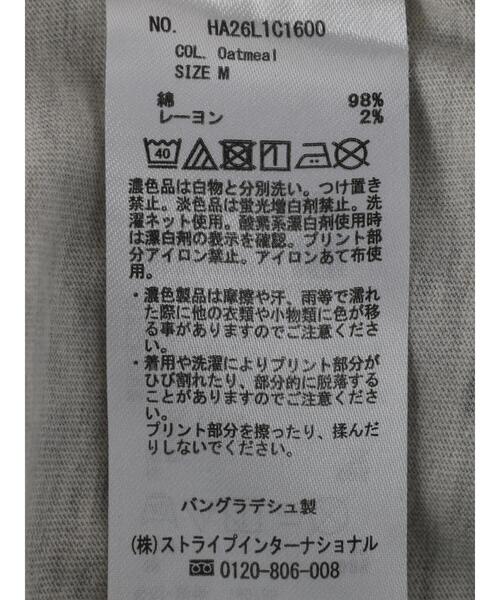 NO. HA26L1C1600
COL. Oatmeal
SIZE M
綿 98%
レーヨン 2%
40
濃色品は白物と分別洗い。つけ置き
禁止。淡色品は蛍光増白剤禁止。洗
濯ネット使用。酸素系漂白剤使用時
は漂白剤の表示を確認。プリント部
分アイロン禁止。アイロンあて布使
用。
・濃色製品は摩擦や汗、雨等で濡れ
た際に他の衣類や小物類に色が移
る事がありますのでご注意くださ
い。
・着用や洗濯によりプリント部分が
ひび割れたり、部分的に脱落する
ことがありますのでご注意くださ
い。
プリント部分を擦ったり、揉んだ
りしないでください。
バングラデシュ製
(株)ストライプインターナショナル
0120-806-008